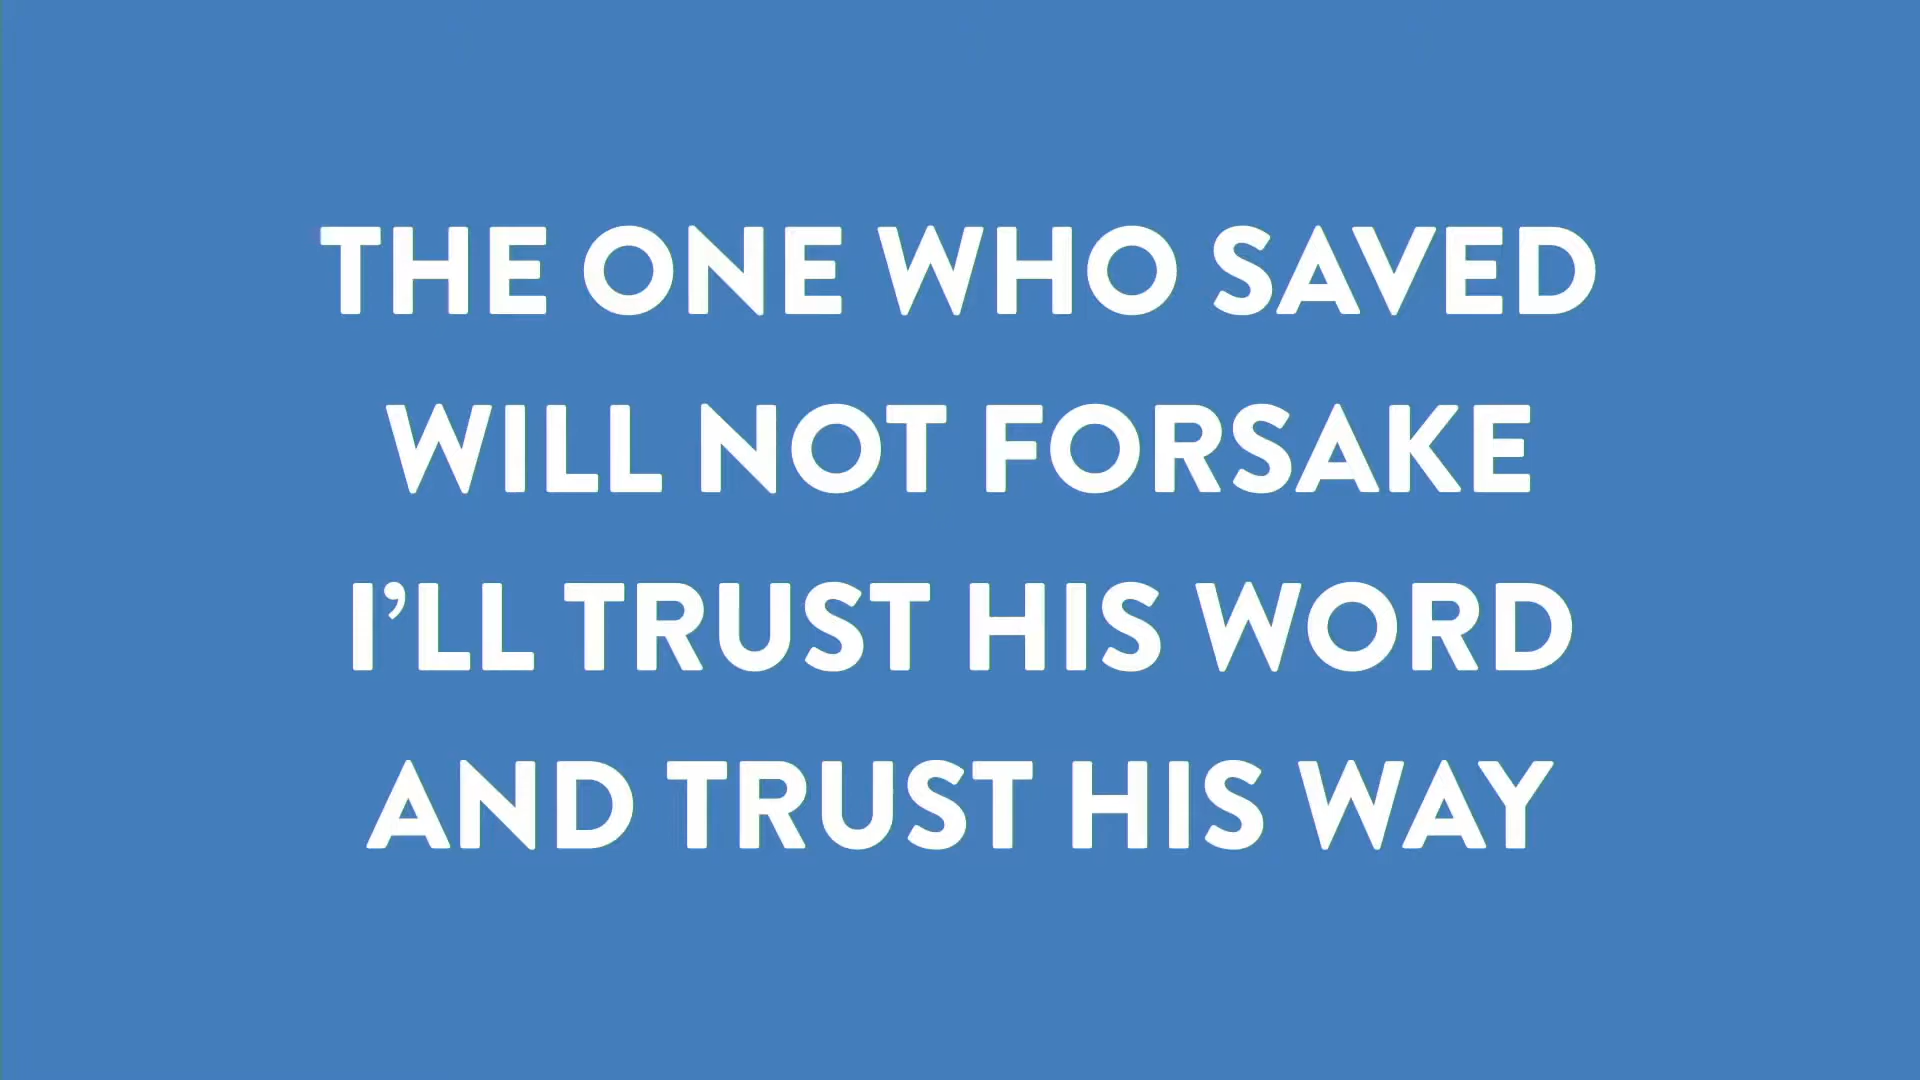 THE ONE WHO SAVED
WILL NOT FORSAKE
I’LL TRUST HIS WORD
AND TRUST HIS WAY